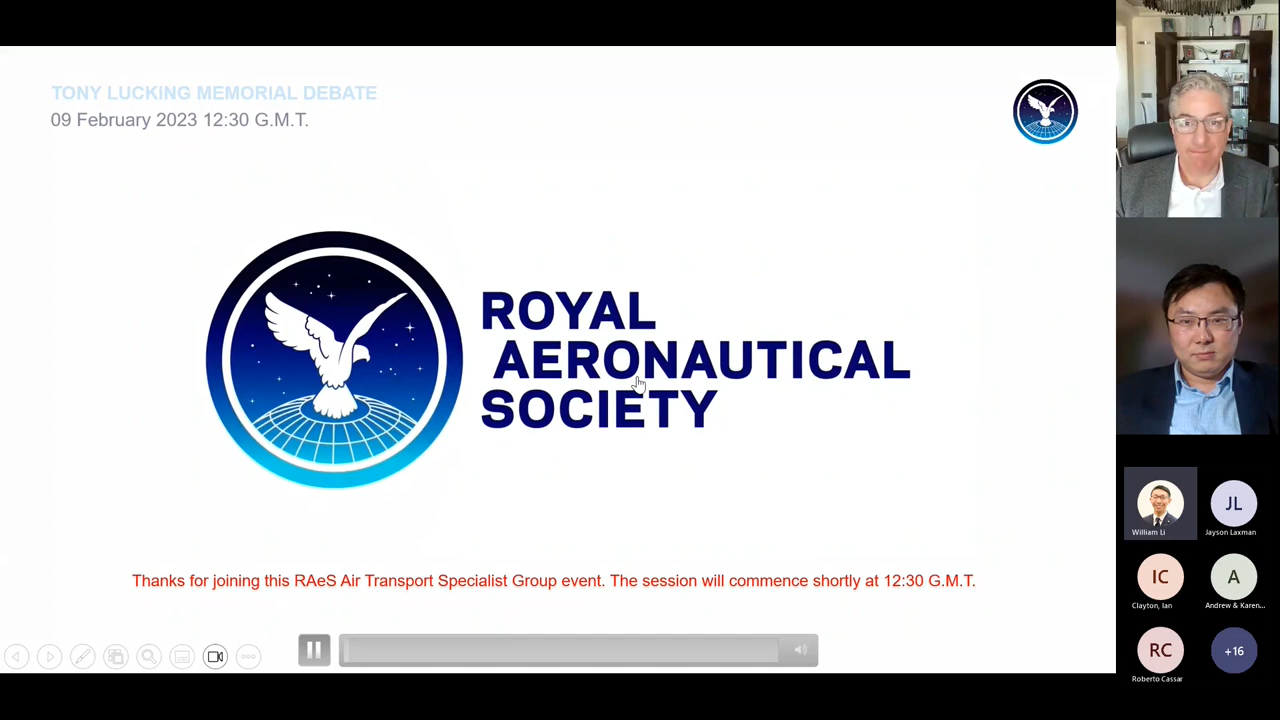 TONY LUCKING MEMORIAL DEBATE
09 February 2023 12:30 G.M.T.
ROYAL
AERONAUTICAL
SOCIETY
Thanks for joining this RAeS Air Transport Specialist Group event. The session will commence shortly at 12:30 G.M.T.
William Li
JL
Jayson Laxman
IC
Clayton, Ian
A
Andrew & Karen...
RC
Roberto Cassar
+16